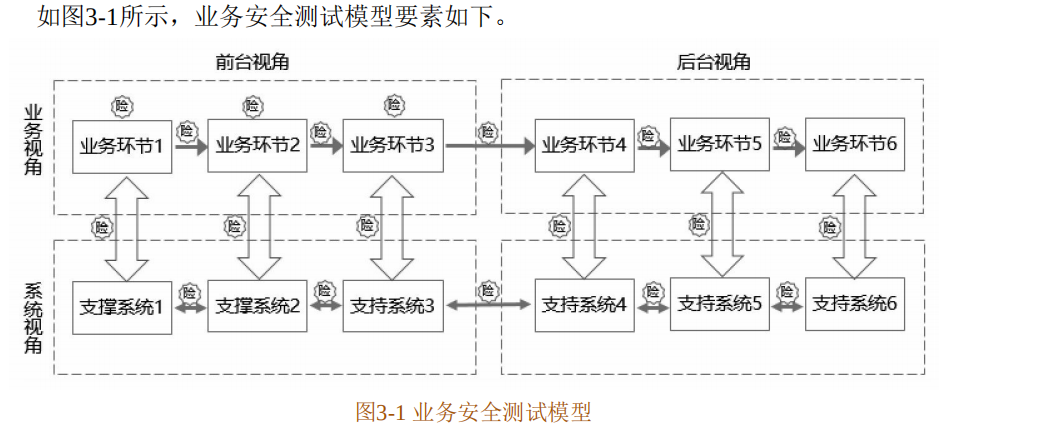 如图3-1所示，业务安全测试模型要素如下。
前台视角 后台视角
险 险 险
业务视角
业务环节1 险 业务环节2 险 业务环节3 险 业务环节4 险 业务环节5 险 业务环节6
险 险 险 险 险 险
系统视角
支撑系统1 险 支撑系统2 险 支持系统3 险 支持系统4 险 支持系统5 险 支持系统6
图3-1 业务安全测试模型